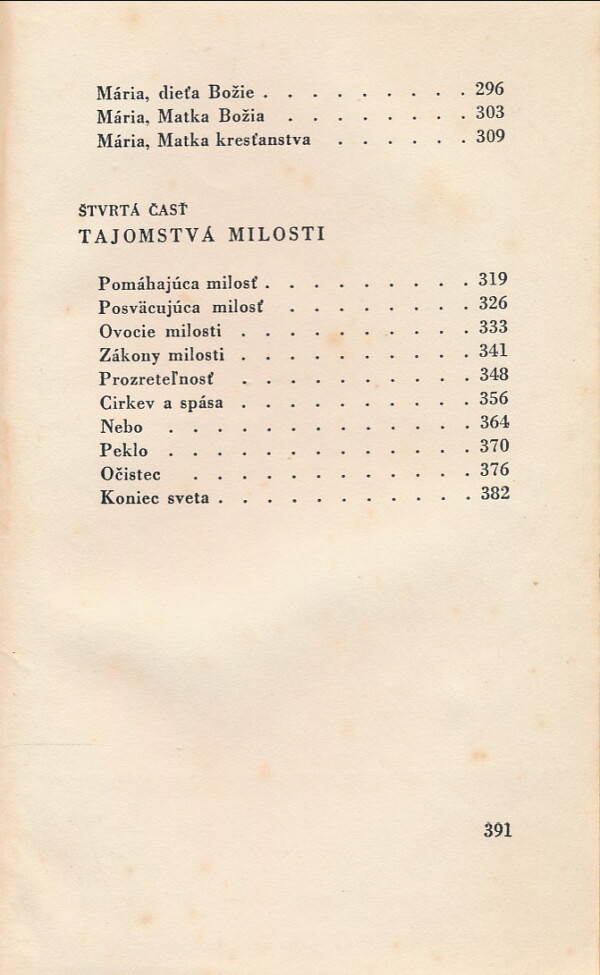 Mária, dieťa Božie . . . . . . . . . 296
Mária, Matka Božia . . . . . . . . 303
Mária, Matka kresťanstva . . . . . . 309
ŠTVRTÁ ČASŤ
TAJOMSTVÁ MILOSTI
Pomáhajúca milosť . . . . . . . . . 319
Posväcujúca milosť . . . . . . . . 326
Ovocie milosti . . . . . . . . . . 333
Zákony milosti . . . . . . . . . . 341
Prozreteľnosť . . . . . . . . . . 348
Cirkev a spása . . . . . . . . . . 356
Nebo . . . . . . . . . . . . . 364
Peklo . . . . . . . . . . . . . 370
Očistec . . . . . . . . . . . . 376
Koniec sveta . . . . . . . . . . . 382
391